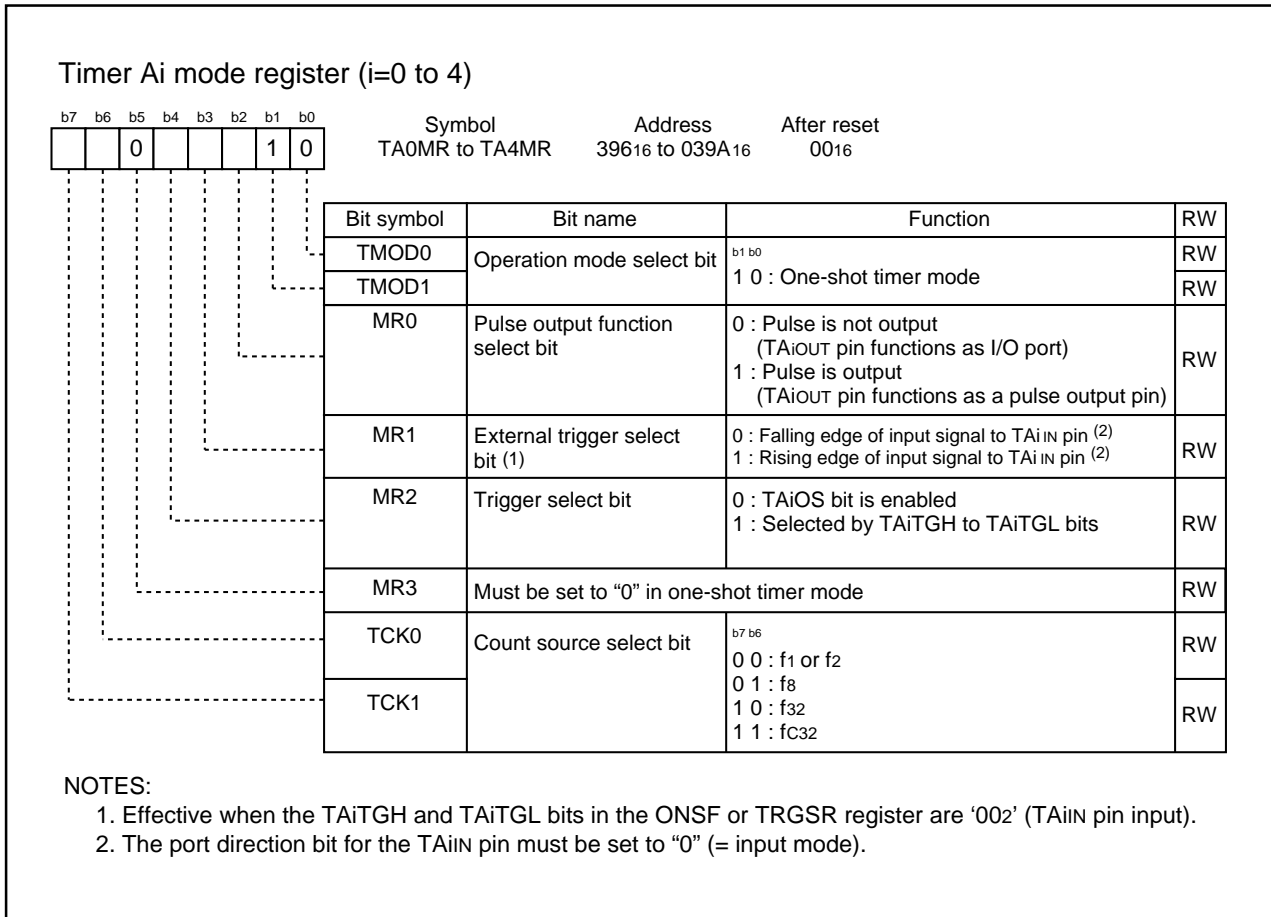 Timer Ai mode register (i=0 to 4)
b7 b6 b5 b4 b3 b2 b1 b0
0 1 0
Symbol Address After reset
TA0MR to TA4MR 39616 to 039A16 0016
Bit symbol Bit name Function RW
TMOD0 Operation mode select bit b1 b0 RW
TMOD1 1 0 : One-shot timer mode RW
MR0 Pulse output function select bit 0 : Pulse is not output
(TAiOUT pin functions as I/O port)
1 : Pulse is output
(TAiOUT pin functions as a pulse output pin) RW
MR1 External trigger select bit (1) 0 : Falling edge of input signal to TAiIN pin (2)
1 : Rising edge of input signal to TAiIN pin (2) RW
MR2 Trigger select bit 0 : TAiOS bit is enabled
1 : Selected by TAiTGH to TAiTGL bits RW
MR3 Must be set to “0” in one-shot timer mode RW
TCK0 Count source select bit b7 b6 RW
0 0 : f1 or f2
0 1 : f8
TCK1 1 0 : f32 RW
1 1 : fC32
NOTES:
1. Effective when the TAiTGH and TAiTGL bits in the ONSF or TRGSR register are ‘002’ (TAiIN pin input).
2. The port direction bit for the TAiIN pin must be set to “0” (= input mode).